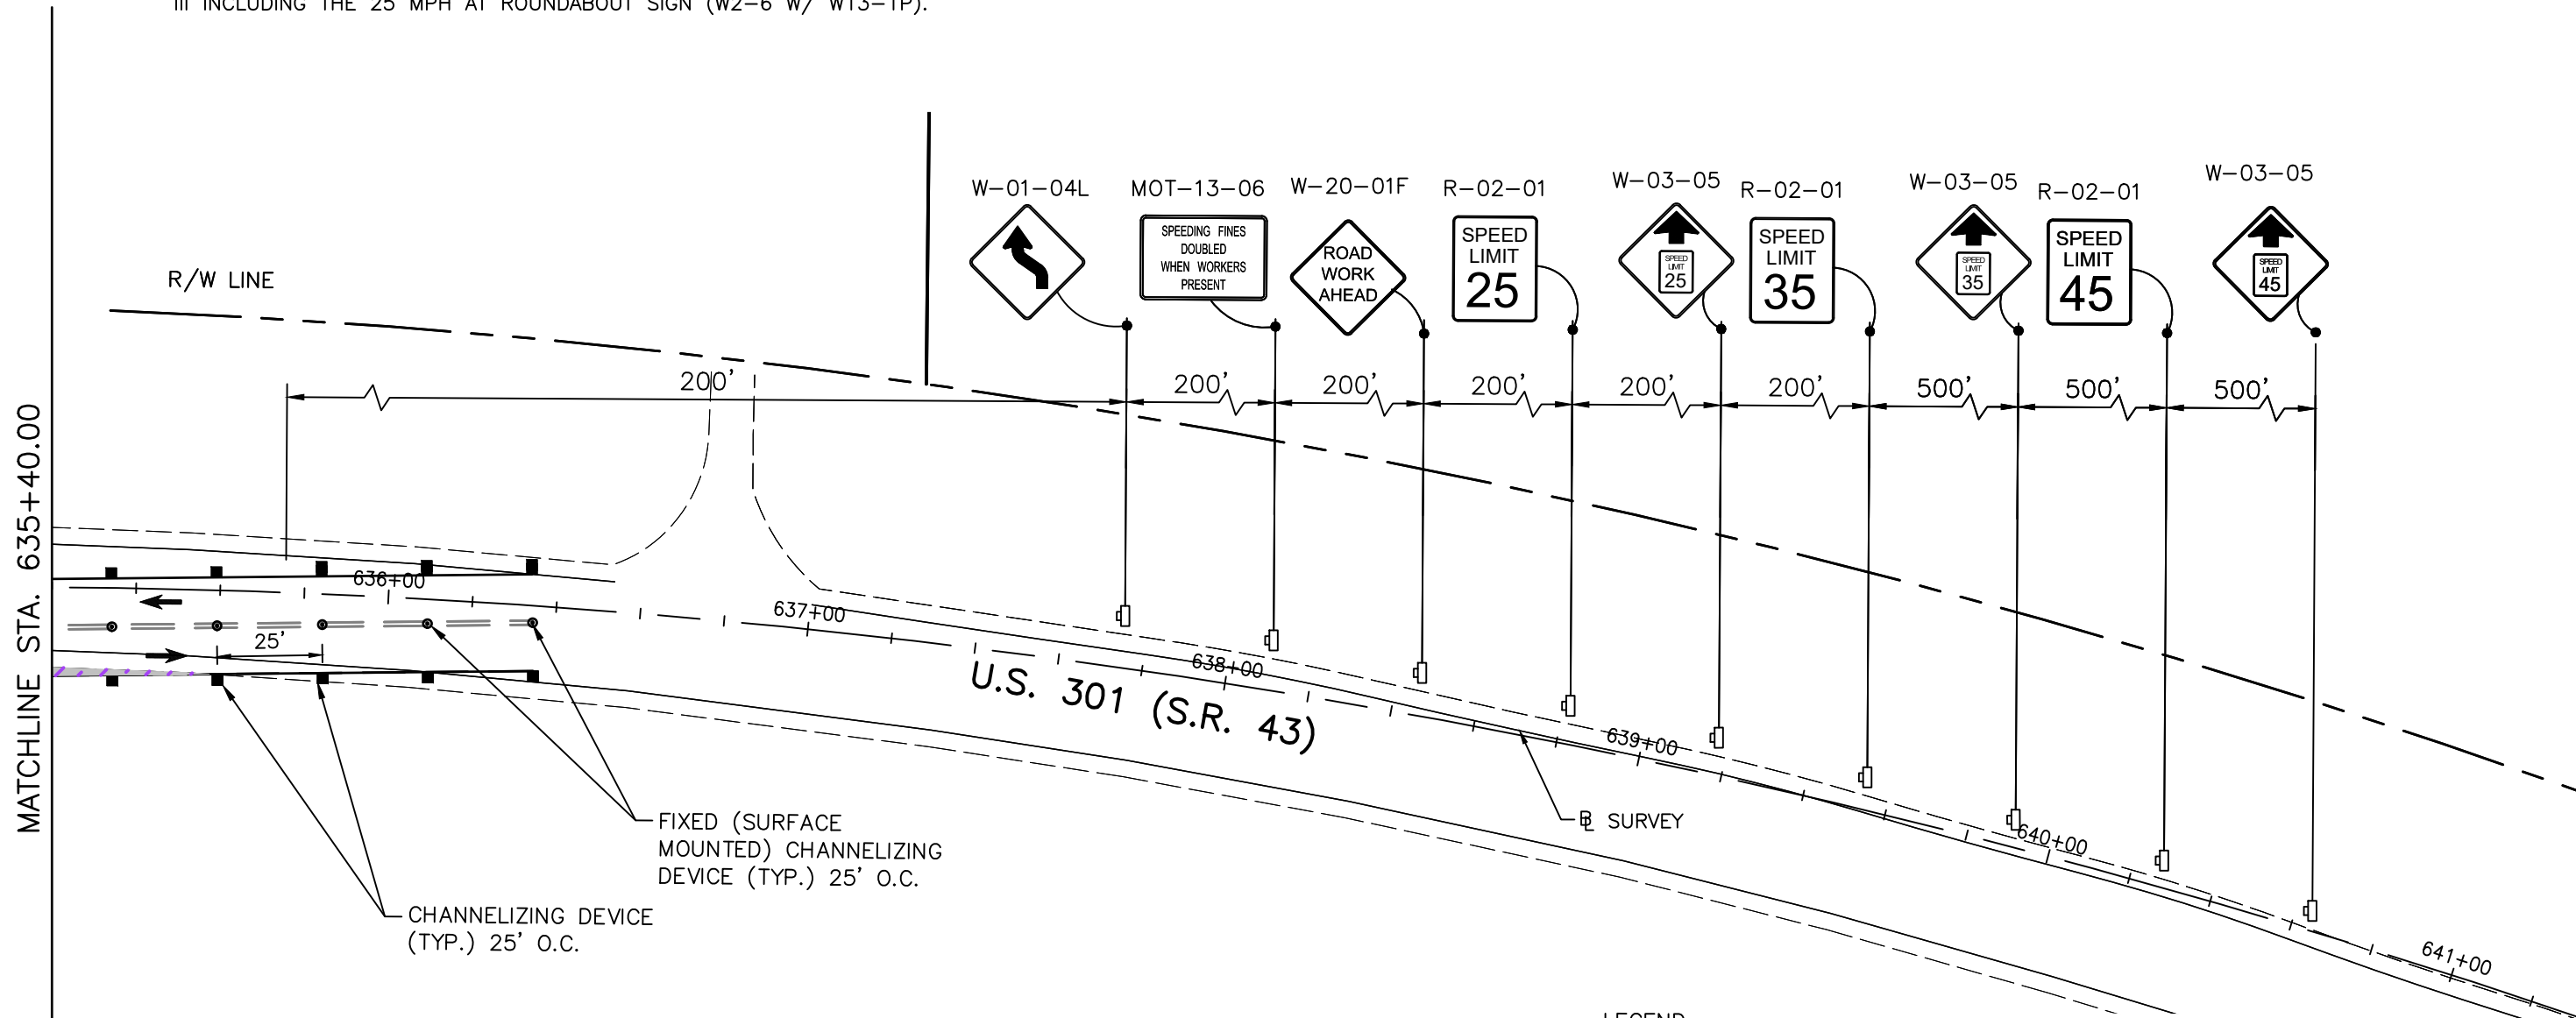 III INCLUDING THE 25 MPH AT ROUNDABOUT SIGN (W2-6 W/ W13-1P).
W-01-04L
MOT-13-06
SPEEDING FINES
DOUBLED
WHEN WORKERS
PRESENT
W-20-01F
ROAD
WORK
AHEAD
R-02-01
SPEED
LIMIT
25
W-03-05
SPEED
LIMIT
25
R-02-01
SPEED
LIMIT
35
W-03-05
SPEED
LIMIT
35
R-02-01
SPEED
LIMIT
45
W-03-05
SPEED
LIMIT
45
R/W LINE
200'
200'
200'
200'
200'
200'
500'
500'
500'
MATCHLINE STA. 635+40.00
636+00
637+00
638+00
639+00
640+00
641+00
25'
U.S. 301 (S.R. 43)
BL SURVEY
FIXED (SURFACE
MOUNTED) CHANNELIZING
DEVICE (TYP.) 25' O.C.
CHANNELIZING DEVICE
(TYP.) 25' O.C.
LEGEND